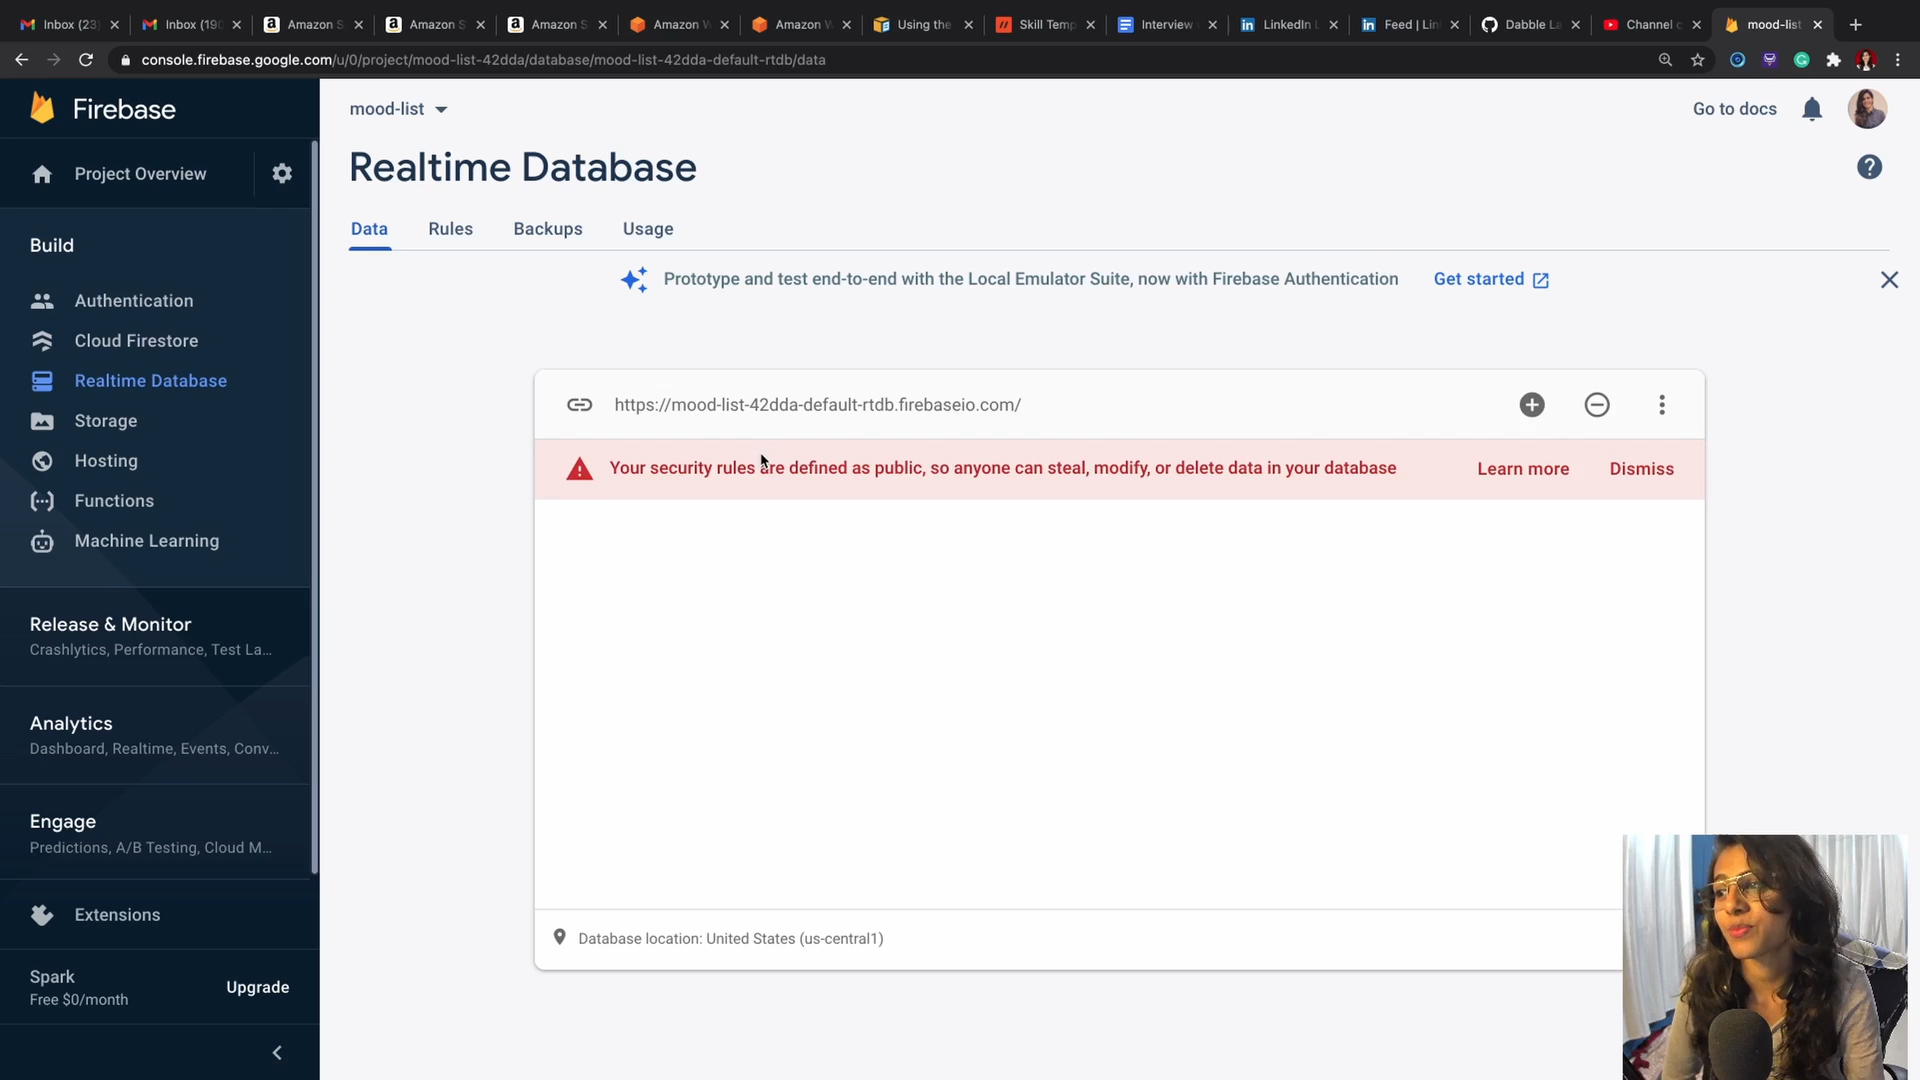 Inbox (23)
Inbox (190
Amazon S
Amazon S
Amazon S
Amazon W
Amazon W
Using the
Skill Temp
Interview
LinkedIn L
Feed | Lin
Dabble La
Channel c
mood-list
console.firebase.google.com/u/0/project/mood-list-42dda/database/mood-list-42dda-default-rtdb/data
Firebase
Project Overview
Build
Authentication
Cloud Firestore
Realtime Database
Storage
Hosting
Functions
Machine Learning
Release & Monitor
Crashlytics, Performance, Test La...
Analytics
Dashboard, Realtime, Events, Conv...
Engage
Predictions, A/B Testing, Cloud M...
Extensions
Spark
Free $0/month
Upgrade
mood-list
Go to docs
Realtime Database
Data Rules Backups Usage
Prototype and test end-to-end with the Local Emulator Suite, now with Firebase Authentication Get started
https://mood-list-42dda-default-rtdb.firebaseio.com/
Your security rules are defined as public, so anyone can steal, modify, or delete data in your database Learn more Dismiss
Database location: United States (us-central1)